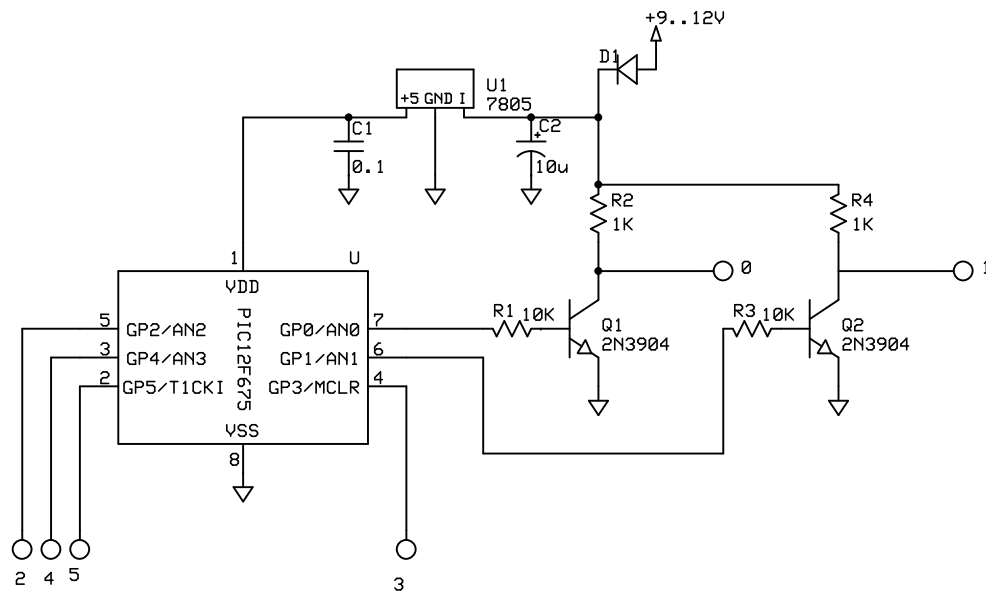 +9..12V
D1
U1
+5 GND I
7805
C1
C2
+
0.1
10u
R2
R4
1K
1K
1
U
0
1
VDD
R1 10K
R3 10K
5
GP2/AN2
PIC12F675
GP0/AN0
7
Q1
Q2
3
GP4/AN3
GP1/AN1
6
2N3904
2N3904
2
GP5/T1CKI
GP3/MCLR
4
VSS
8
2
4
5
3